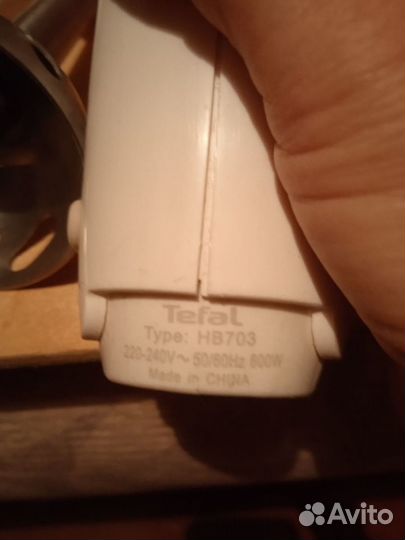 Tefal
Type: HB703
220-240V ~ 50/60Hz 600W
Made in CHINA
Avito